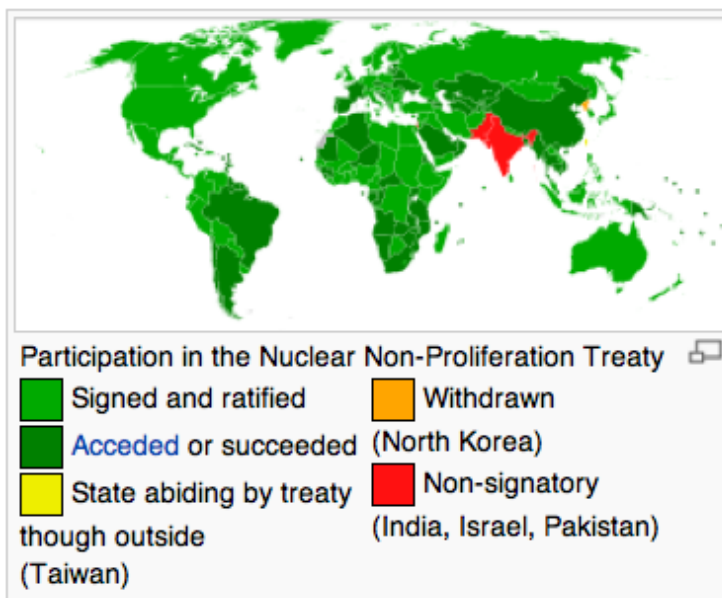 Participation in the Nuclear Non-Proliferation Treaty
Signed and ratified
Acceded or succeeded
State abiding by treaty
though outside
(Taiwan)
Withdrawn
(North Korea)
Non-signatory
(India, Israel, Pakistan)